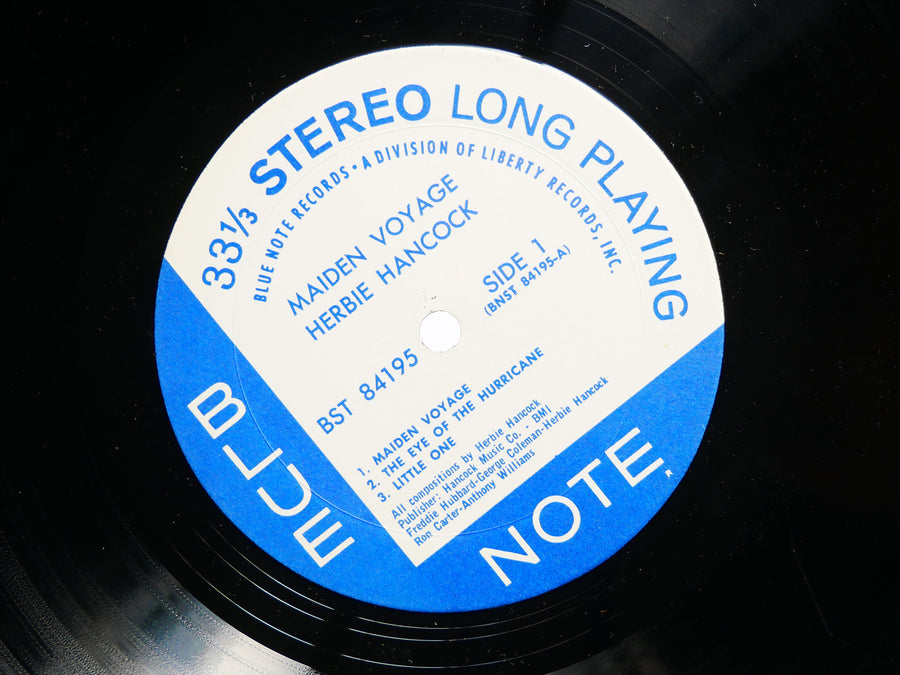 33 1/3 STEREO LONG PLAYING
BLUE NOTE RECORDS • A DIVISION OF LIBERTY RECORDS, INC.
MAIDEN VOYAGE
HERBIE HANCOCK
SIDE 1
(BNST 84195-A)
BST 84195
1. MAIDEN VOYAGE
2. THE EYE OF THE HURRICANE
3. LITTLE ONE
All compositions by Herbie Hancock
Publisher: Hancock Music Co. - BMI
Freddie Hubbard-George Coleman-Herbie Hancock
Ron Carter-Anthony Williams
BLUE NOTE